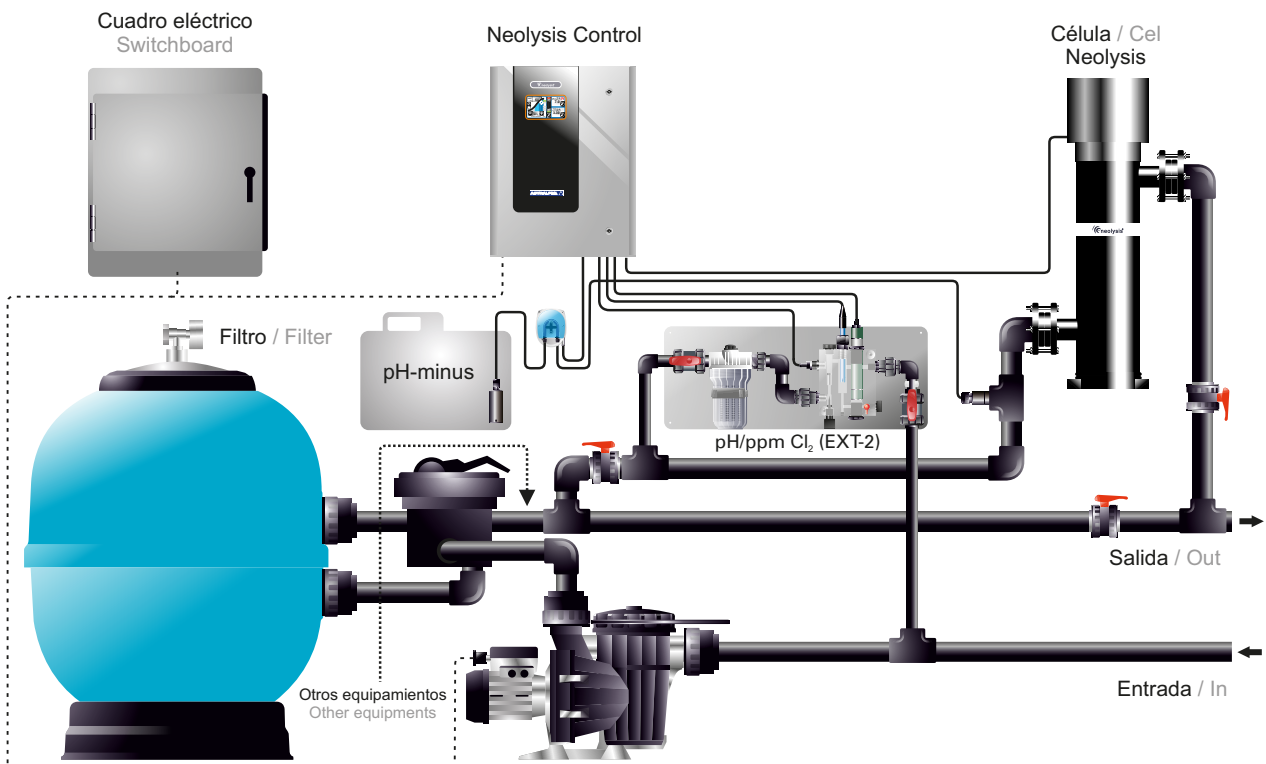 Cuadro eléctrico
Switchboard
Neolysis Control
Célula / Cel
Neolysis
neolysis
Filtro / Filter
pH-minus
pH/ppm Cl₂ (EXT-2)
Salida / Out
Otros equipamientos
Other equipments
Entrada / In